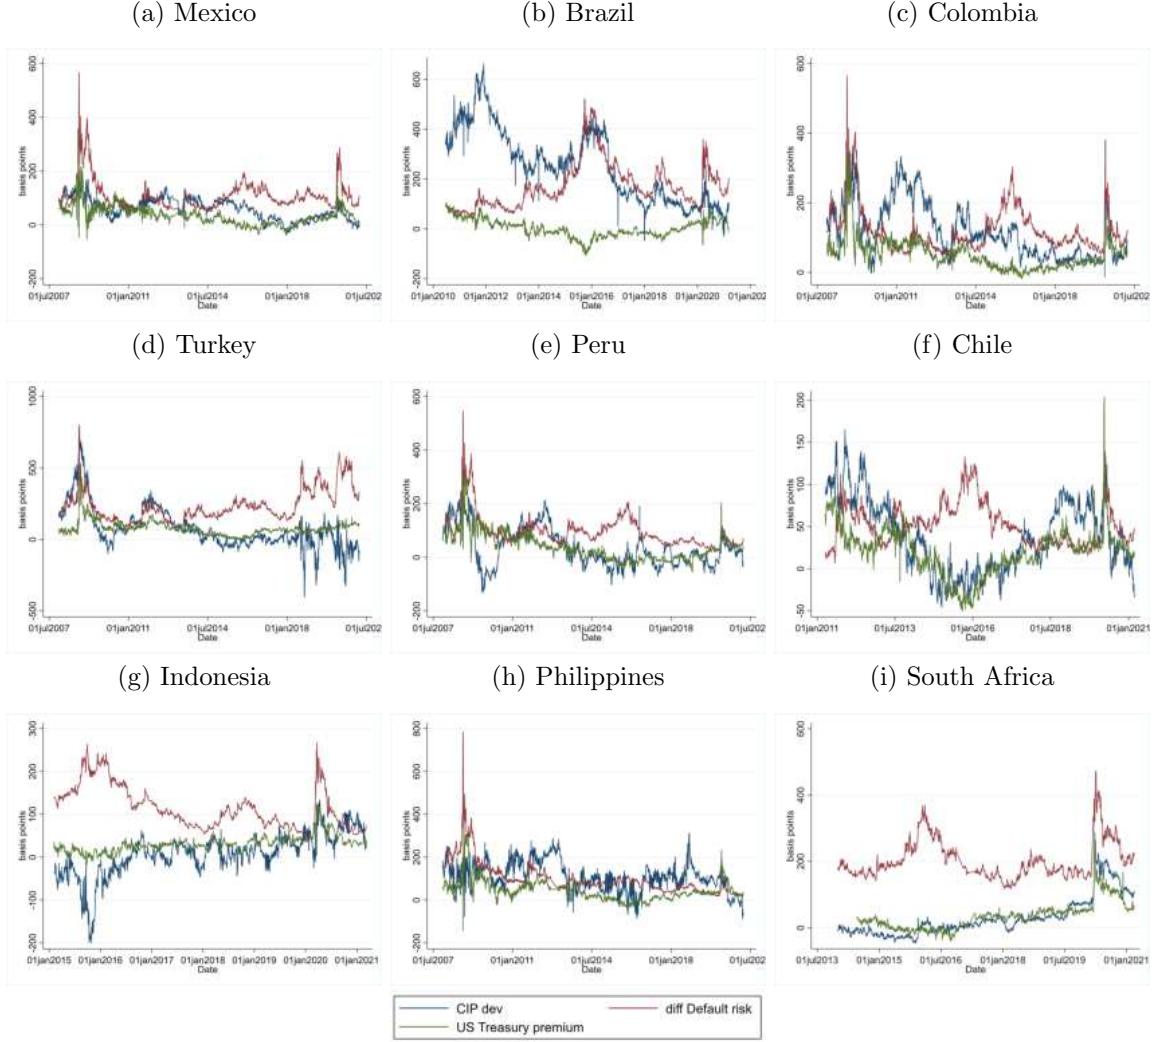 (a) Mexico
(b) Brazil
(c) Colombia
600
400
200
0
-200
basis points
01jul2007 01jan2011 01jul2014 01jan2018 01jul202
Date
600
400
200
0
-200
basis points
01jan2010 01jan2012 01jan2014 01jan2016 01jan2018 01jan2020 01jan202
Date
600
400
200
0
basis points
01jul2007 01jan2011 01jul2014 01jan2018 01jul202
Date
(d) Turkey
(e) Peru
(f) Chile
1000
500
0
-500
basis points
01jul2007 01jan2011 01jul2014 01jan2018 01jul202
Date
600
400
200
0
-200
basis points
01jul2007 01jan2011 01jul2014 01jan2018 01jul202
Date
200
150
100
50
0
-50
basis points
01jan2011 01jul2013 01jan2016 01jul2018 01jan2021
Date
(g) Indonesia
(h) Philippines
(i) South Africa
300
200
100
0
-100
-200
basis points
01jan2015 01jan2016 01jan2017 01jan2018 01jan2019 01jan2020 01jan2021
Date
800
600
400
200
0
-200
basis points
01jul2007 01jan2011 01jul2014 01jan2018 01jul202
Date
600
400
200
0
basis points
01jul2013 01jan2015 01jul2016 01jan2018 01jul2019 01jan2021
Date
CIP dev
diff Default risk
US Treasury premium